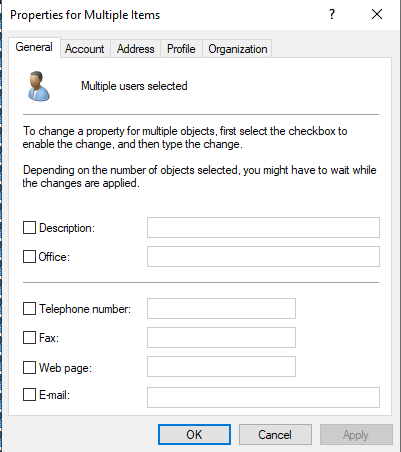 Properties for Multiple Items
?
General Account Address Profile Organization
Multiple users selected
To change a property for multiple objects, first select the checkbox to
enable the change, and then type the change.
Depending on the number of objects selected, you might have to wait while
the changes are applied.
Description:
Office:
Telephone number:
Fax:
Web page:
E-mail:
OK Cancel Apply